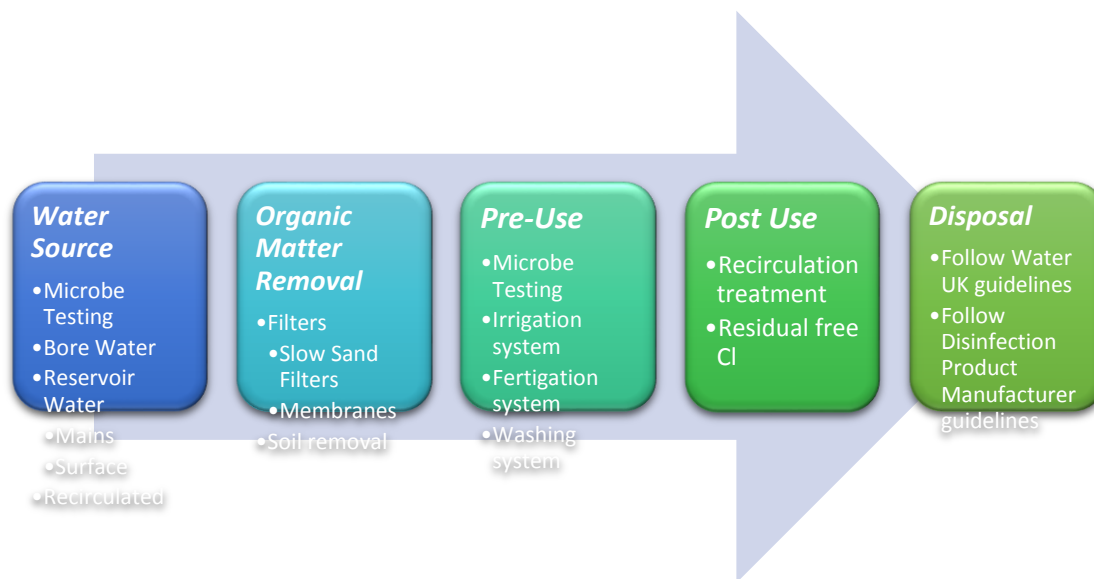 Water
Source
•Microbe
Testing
•Bore Water
•Reservoir
Water
•Mains
•Surface
•Recirculated
Organic
Matter
Removal
•Filters
•Slow Sand
Filters
•Membranes
•Soil removal
Pre-Use
•Microbe
Testing
•Irrigation
system
•Fertigation
system
•Washing
system
Post Use
•Recirculation
treatment
•Residual free
Cl
Disposal
•Follow Water
UK guidelines
•Follow
Disinfection
Product
Manufacturer
guidelines